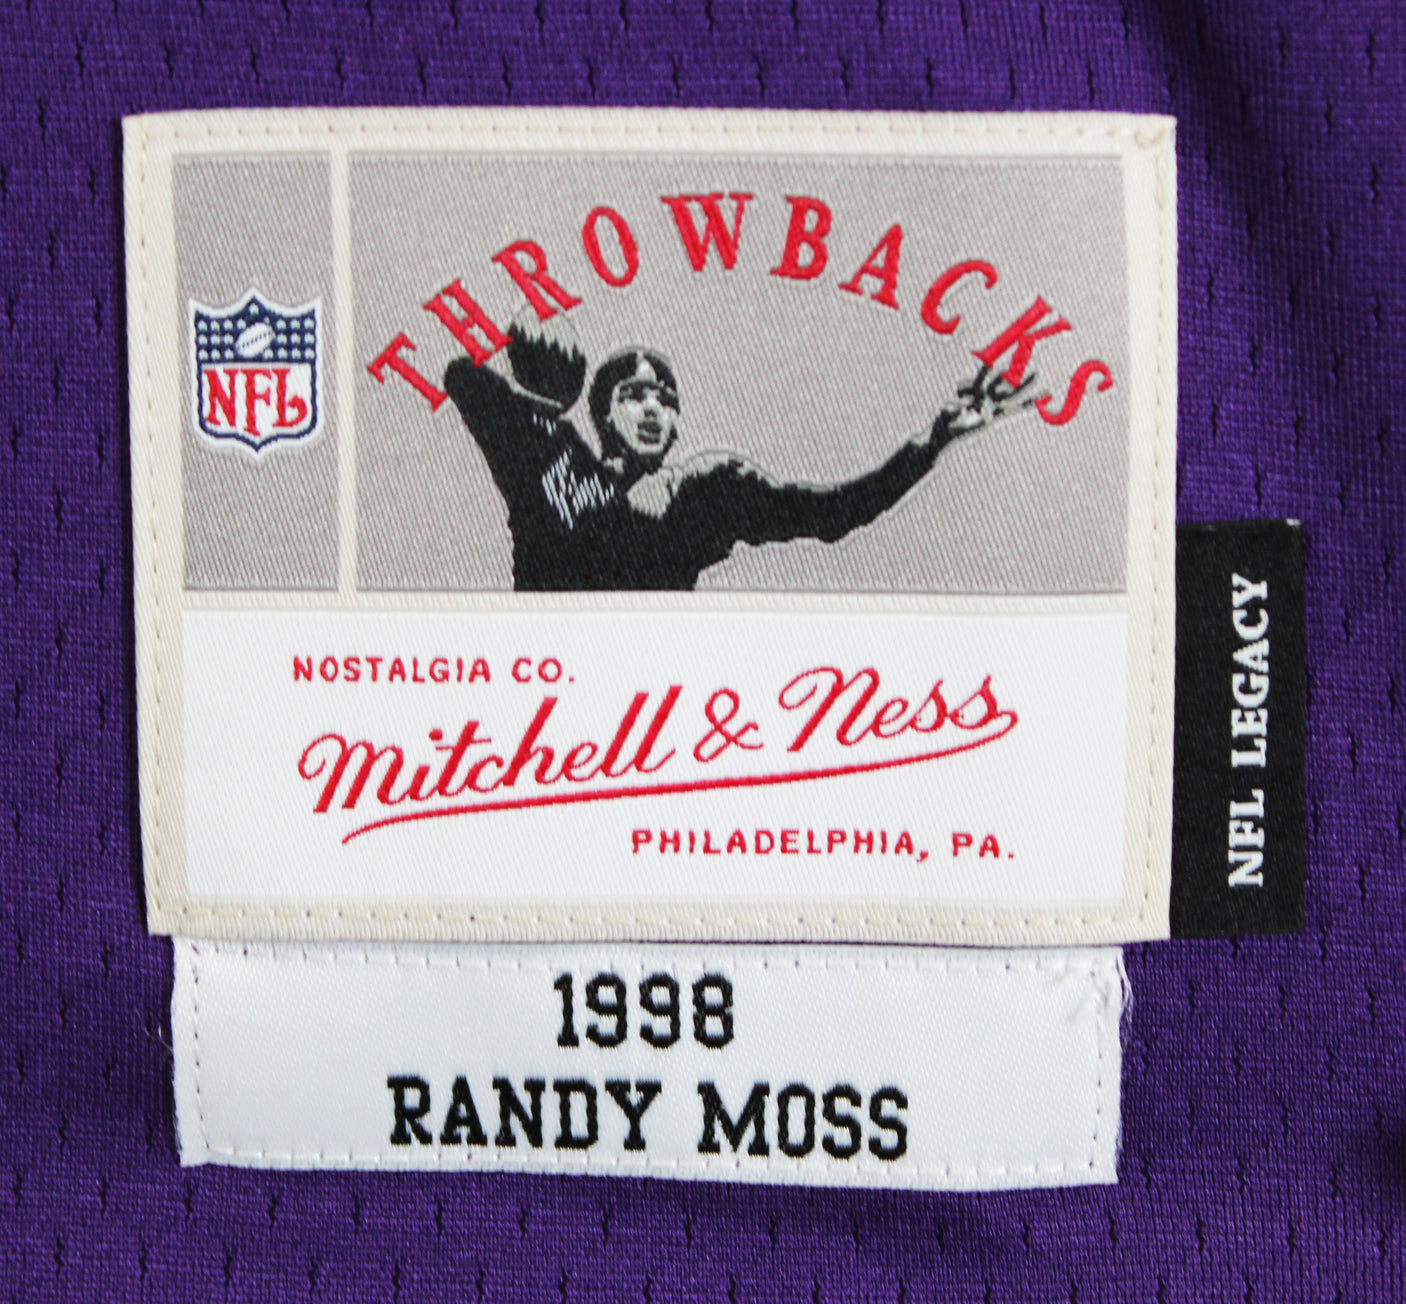 THROWBACKS
NFL
NOSTALGIA CO.
Mitchell & Ness
PHILADELPHIA, PA.
NFL LEGACY
1998
RANDY MOSS